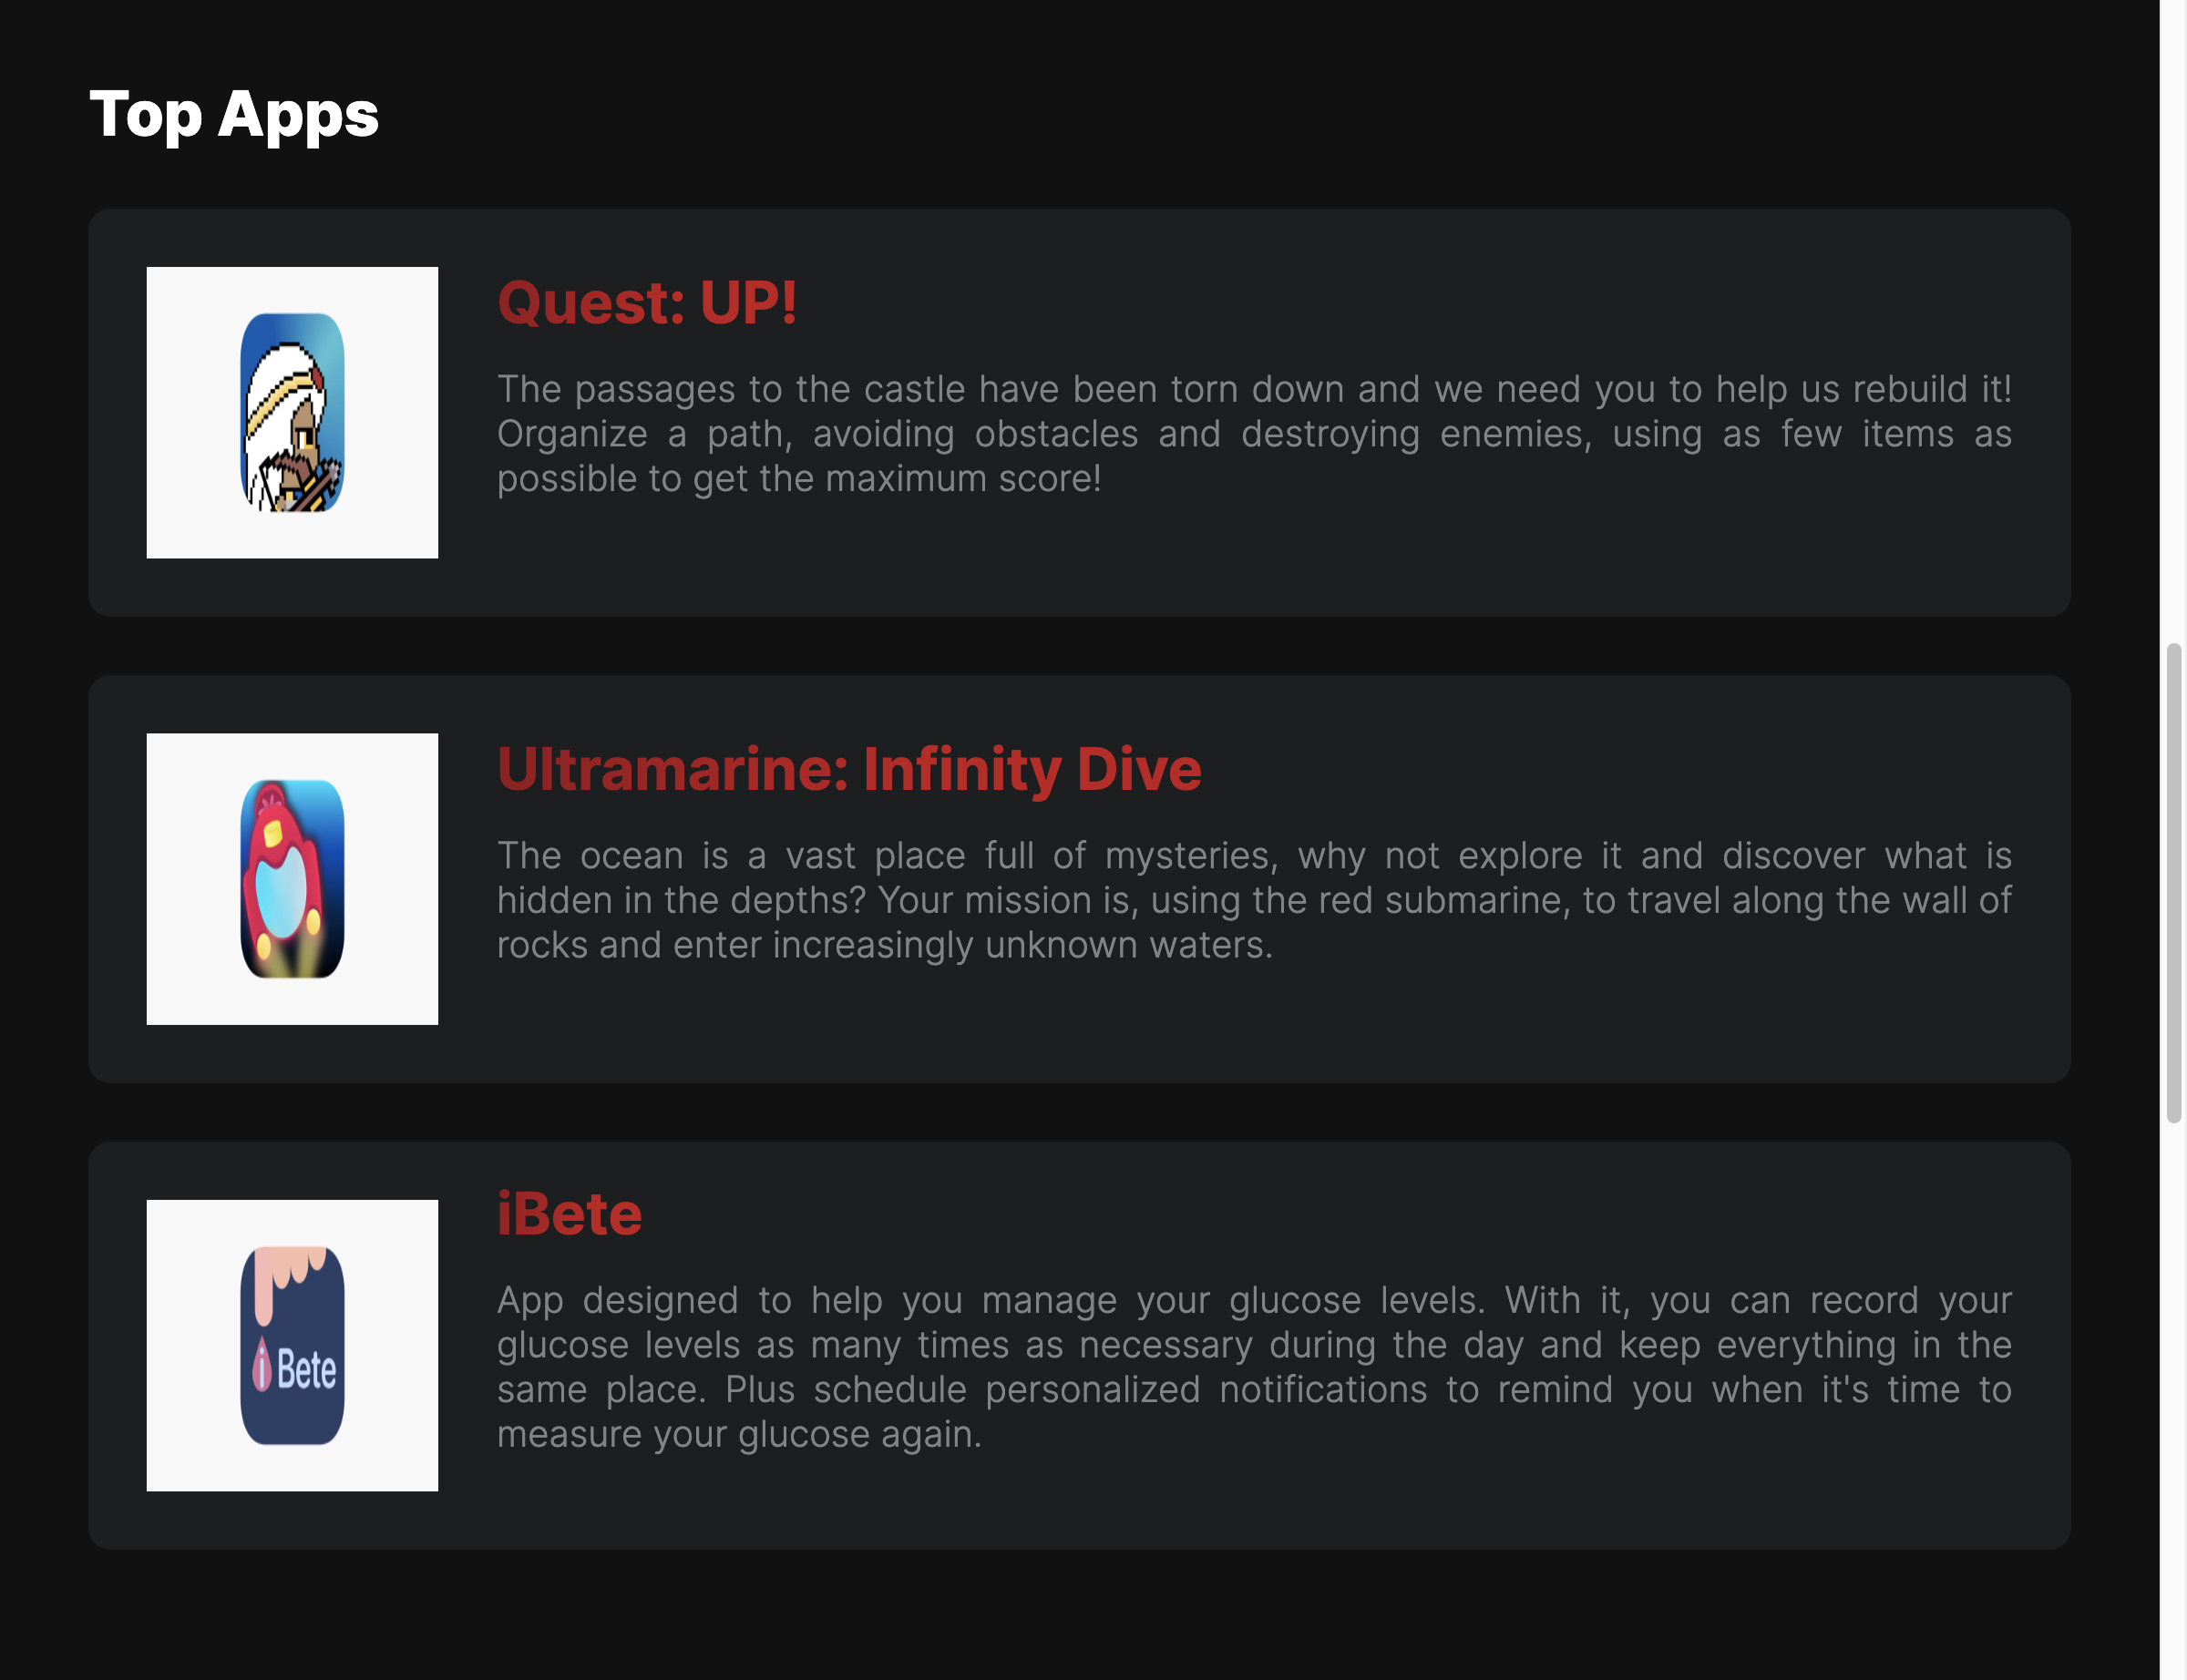 Top Apps
Quest: UP!
The passages to the castle have been torn down and we need you to help us rebuild it!
Organize a path, avoiding obstacles and destroying enemies, using as few items as
possible to get the maximum score!
Ultramarine: Infinity Dive
The ocean is a vast place full of mysteries, why not explore it and discover what is
hidden in the depths? Your mission is, using the red submarine, to travel along the wall of
rocks and enter increasingly unknown waters.
iBete
i Bete
App designed to help you manage your glucose levels. With it, you can record your
glucose levels as many times as necessary during the day and keep everything in the
same place. Plus schedule personalized notifications to remind you when it's time to
measure your glucose again.